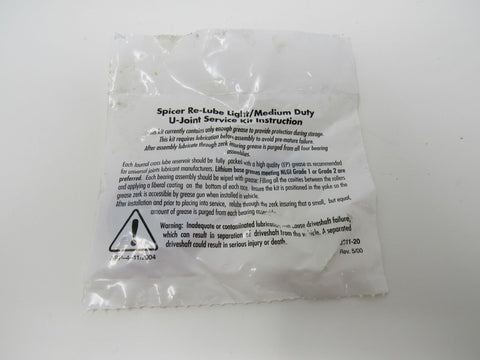 Spicer Re-Lube Light/Medium Duty
U-Joint Service Kit Instruction
kit currently contains only enough grease to provide protection during storage.
This kit requires lubrication before assembly to avoid pre-mature failure.
After assembly lubricate through zerk insuring grease is purged from all four bearing
assemblies.
Each journal cross lube reservoir should be fully packed with a high quality (EP) grease as recommended
for universal joints lubricant manufacturers. Lithium base greases meeting NLGI Grade 1 or Grade 2 are
preferred. Each bearing assembly should be wiped with grease: Filling all the cavities between the rollers
and applying a liberal coating on the bottom of each race. Insure the kit is positioned in the yoke so the
grease zerk is accessible by grease gun when installed in vehicle.
After installation and prior to placing into service, relube through the zerk insuring that a small, but equal,
amount of grease is purged from each bearing
Warning: Inadequate or contaminated lubrication cause driveshaft failure,
which can result in separation of driveshaft from the vehicle. A separated
driveshaft could result in serious injury or death.
-20
Rev. 5/00